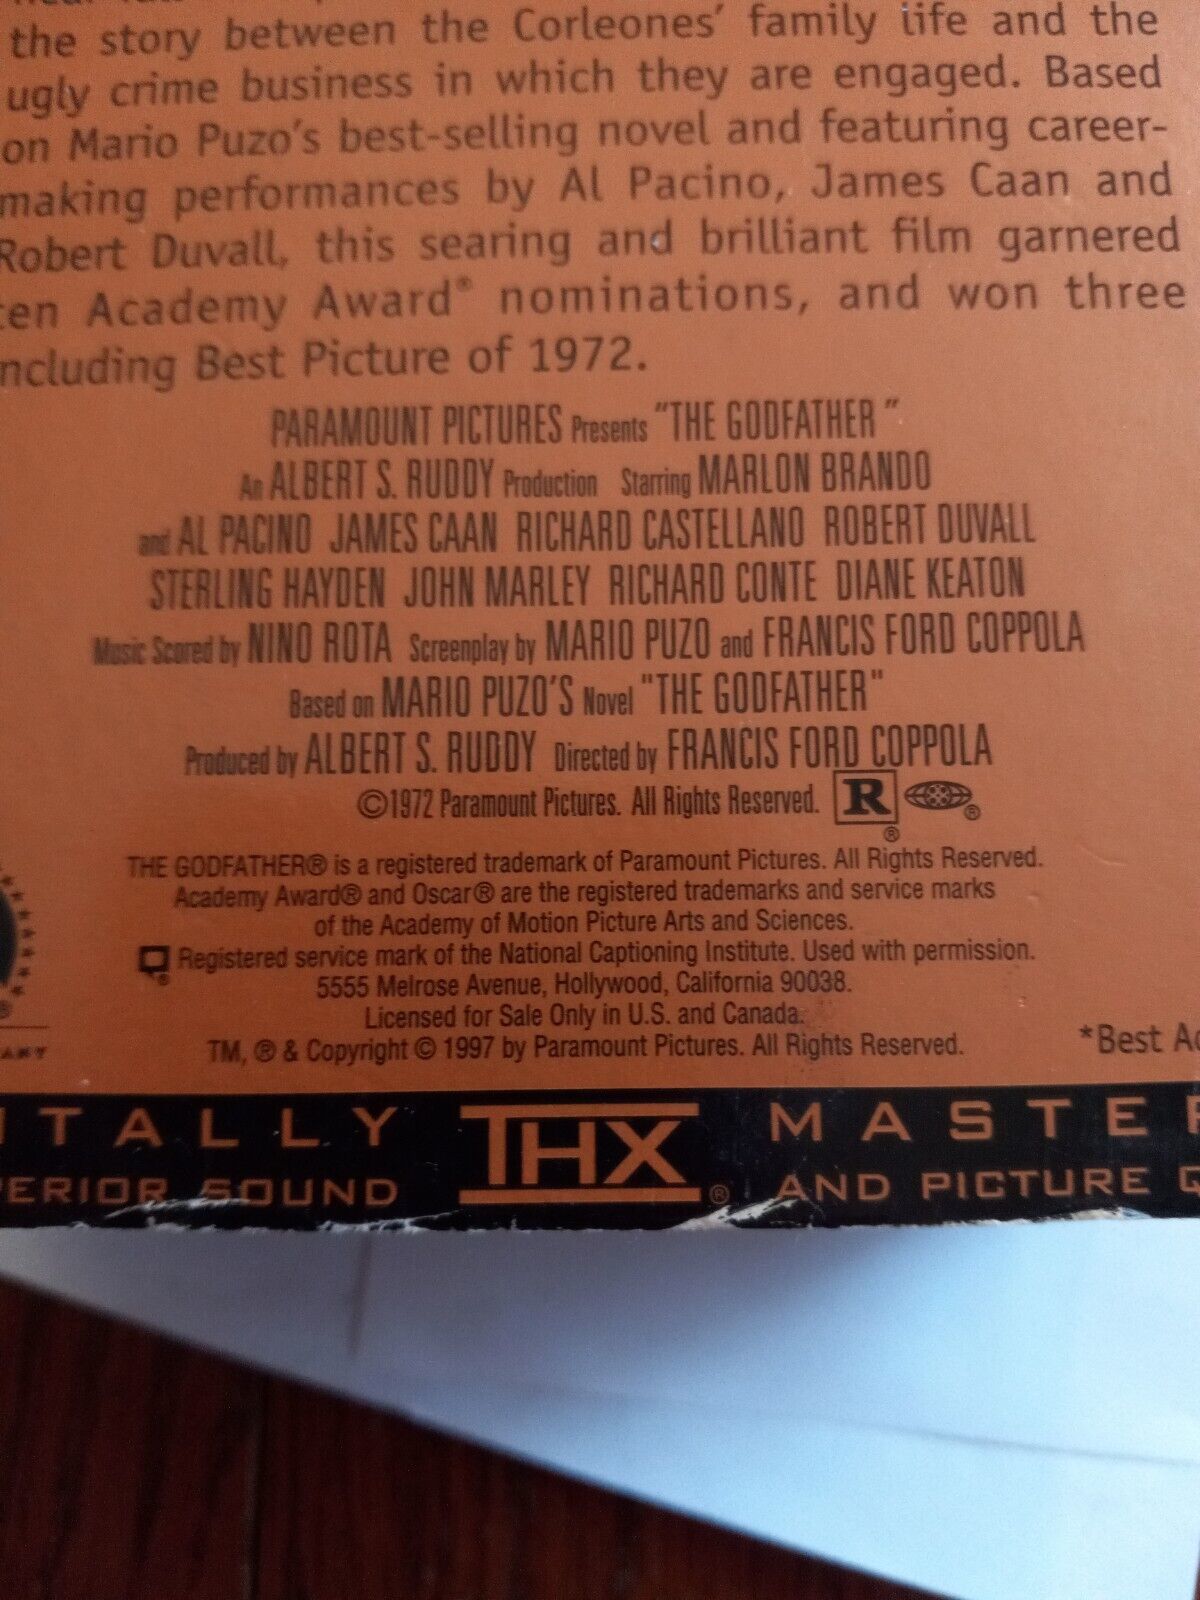 the story between the Corleones' family life and the
ugly crime business in which they are engaged. Based
on Mario Puzo's best-selling novel and featuring career-
making performances by Al Pacino, James Caan and
Robert Duvall, this searing and brilliant film garnered
ten Academy Award® nominations, and won three
including Best Picture of 1972.
PARAMOUNT PICTURES Presents "THE GODFATHER"
An ALBERT S. RUDDY Production Starring MARLON BRANDO
and AL PACINO JAMES CAAN RICHARD CASTELLANO ROBERT DUVALL
STERLING HAYDEN JOHN MARLEY RICHARD CONTE DIANE KEATON
Music Scored by NINO ROTA Screenplay by MARIO PUZO and FRANCIS FORD COPPOLA
Based on MARIO PUZO'S Novel "THE GODFATHER"
Produced by ALBERT S. RUDDY Directed by FRANCIS FORD COPPOLA
©1972 Paramount Pictures. All Rights Reserved. R ® ®
THE GODFATHER® is a registered trademark of Paramount Pictures. All Rights Reserved.
Academy Award® and Oscar® are the registered trademarks and service marks
of the Academy of Motion Picture Arts and Sciences.
® Registered service mark of the National Captioning Institute. Used with permission.
5555 Melrose Avenue, Hollywood, California 90038.
Licensed for Sale Only in U.S. and Canada.
TM, ® & Copyright © 1997 by Paramount Pictures. All Rights Reserved.
*Best Ac
ITALLY THX® MASTER
ERIOR SOUND AND PICTURE Q